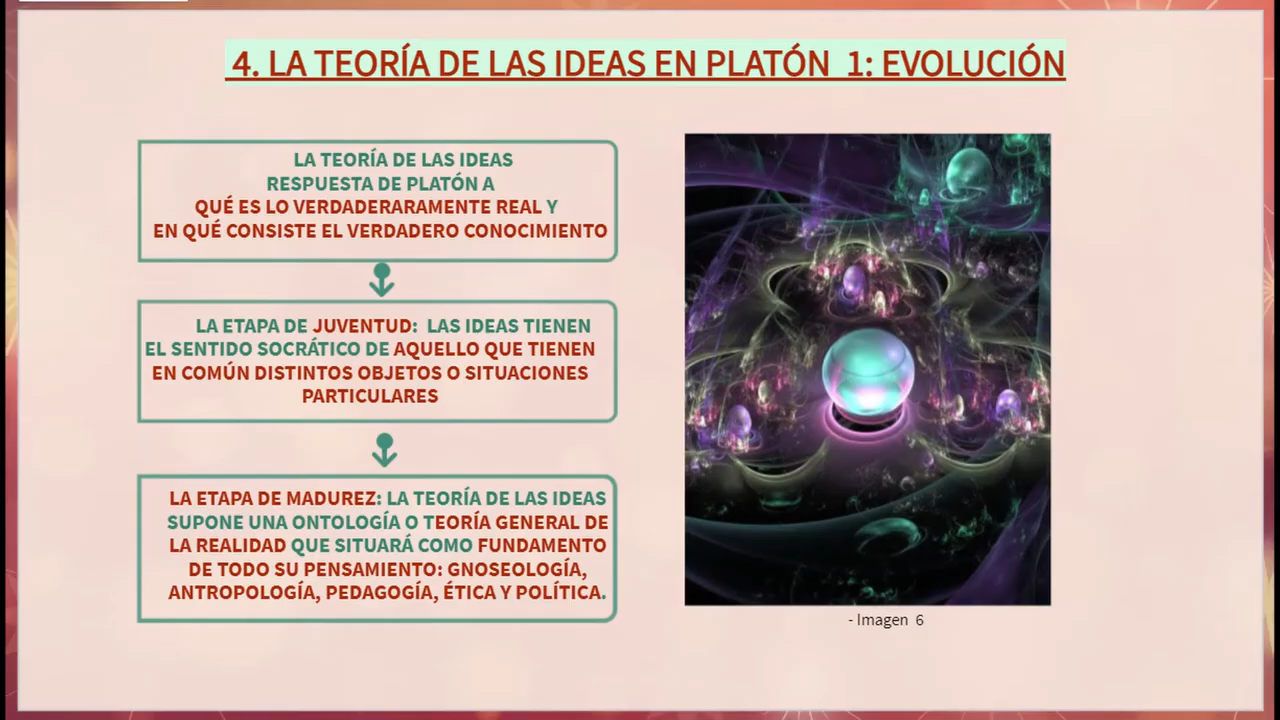 4. LA TEORÍA DE LAS IDEAS EN PLATÓN 1: EVOLUCIÓN
LA TEORÍA DE LAS IDEAS
RESPUESTA DE PLATÓN A
QUÉ ES LO VERDADERARAMENTE REAL Y
EN QUÉ CONSISTE EL VERDADERO CONOCIMIENTO
LA ETAPA DE JUVENTUD: LAS IDEAS TIENEN
EL SENTIDO SOCRÁTICO DE AQUELLO QUE TIENEN
EN COMÚN DISTINTOS OBJETOS O SITUACIONES
PARTICULARES
LA ETAPA DE MADUREZ: LA TEORÍA DE LAS IDEAS
SUPONE UNA ONTOLOGÍA O TEORÍA GENERAL DE
LA REALIDAD QUE SITUARÁ COMO FUNDAMENTO
DE TODO SU PENSAMIENTO: GNOSEOLOGÍA,
ANTROPOLOGÍA, PEDAGOGÍA, ÉTICA Y POLÍTICA.
- Imagen 6